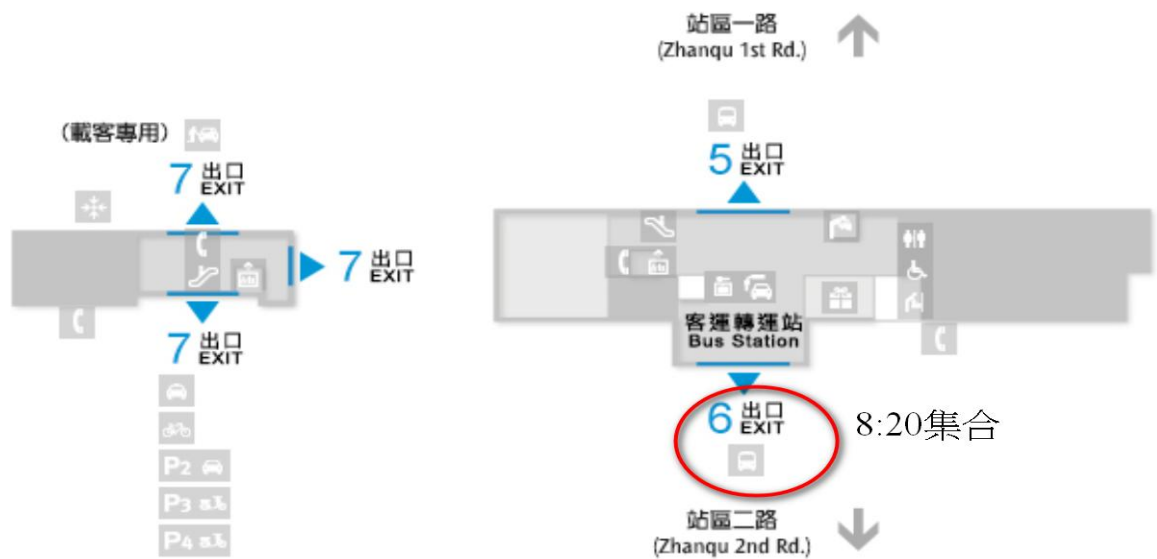 站區一路
(Zhanqu 1st Rd.)
(載客專用)
7 出口
EXIT
5 出口
EXIT
7 出口
EXIT
客運轉運站
Bus Station
7 出口
EXIT
6 出口
EXIT
8:20集合
P2
P3
P4
站區二路
(Zhanqu 2nd Rd.)